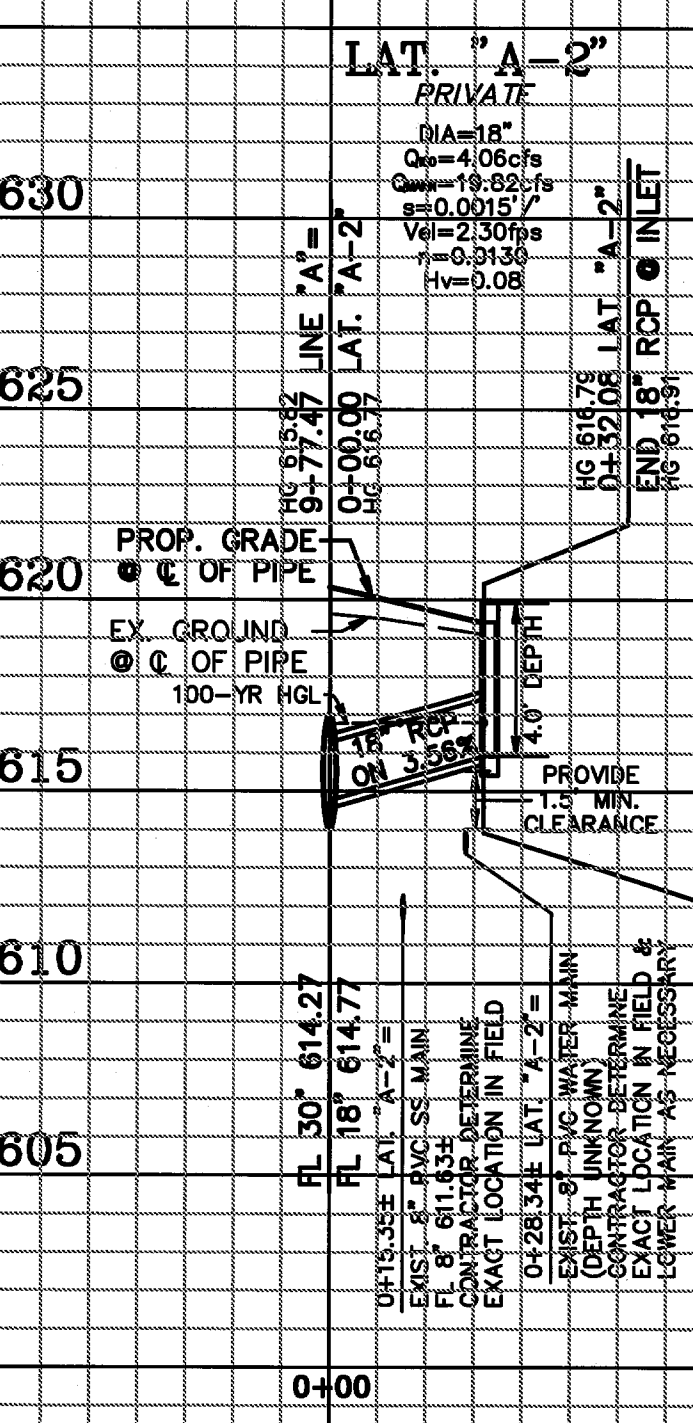 LAT. "A-2"
PRIVATE
DIA=18"
Q₁₀₀=4.06cfs
Qₘₐₙₙ=19.82cfs
s=0.0015'/'
Vel=2.30fps
n=0.0130
Hv=0.08
630
625
620
615
610
605
HG 615.82
9+77.47 LINE "A"=
0+00.00 LAT. "A-2"
HG 616.77
HG 616.79
0+32.08 LAT "A-2"
END 18" RCP @ INLET
HG 616.91
PROP. GRADE
@ ℄ OF PIPE
EX. GROUND
@ ℄ OF PIPE
100-YR HGL
18" RCP
ON 3.56%
4.0' DEPTH
PROVIDE
1.5' MIN.
CLEARANCE
FL 30" 614.27
FL 18" 614.77
0+15.35± LAT. "A-2"=
EXIST. 8" PVC SS MAIN
FL 8" 611.63±
CONTRACTOR DETERMINE
EXACT LOCATION IN FIELD
0+28.34± LAT. "A-2"=
EXIST. 8" PVC WATER MAIN
(DEPTH UNKNOWN)
CONTRACTOR DETERMINE
EXACT LOCATION IN FIELD &
LOWER MAIN AS NECESSARY
0+00